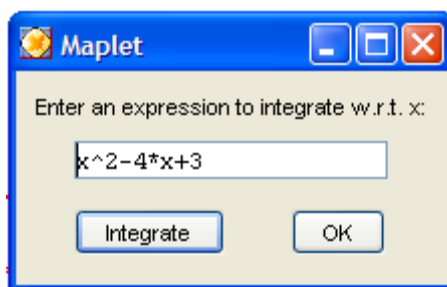 Maplet
Enter an expression to integrate w.r.t. x:
x^2-4*x+3
Integrate OK